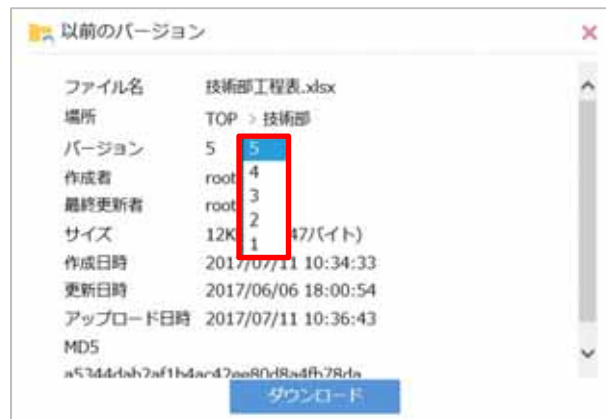 以前のバージョン
ファイル名 技術部工程表.xlsx
場所 TOP > 技術部
バージョン 5 5
4
3
2
1
作成者 root
最終更新者 root
サイズ 12K 47バイト)
作成日時 2017/07/11 10:34:33
更新日時 2017/06/06 18:00:54
アップロード日時 2017/07/11 10:36:43
MD5
a5344dab2af1b4ac42ee80d8a4fb78da
ダウンロード